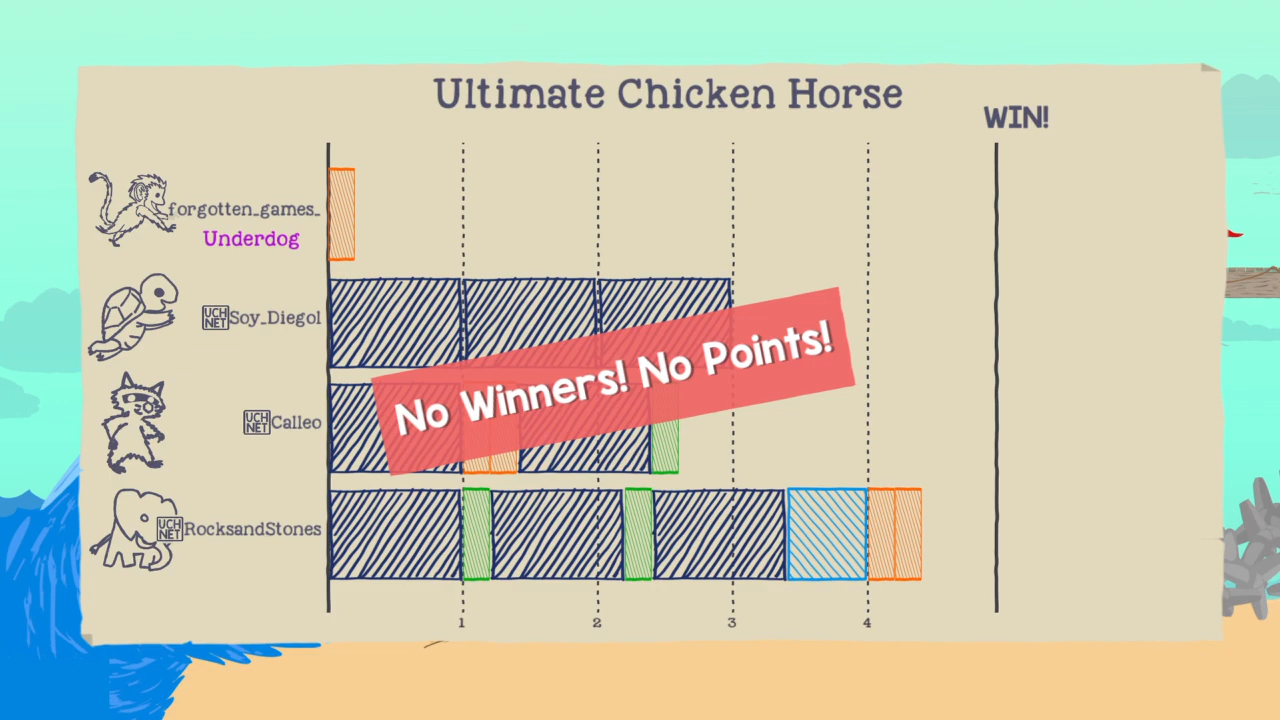 Ultimate Chicken Horse
WIN!
forgotten_games_
Underdog
UCH NET Soy_Diegol
UCH NET Calleo
UCH NET RocksandStones
No Winners! No Points!
1 2 3 4